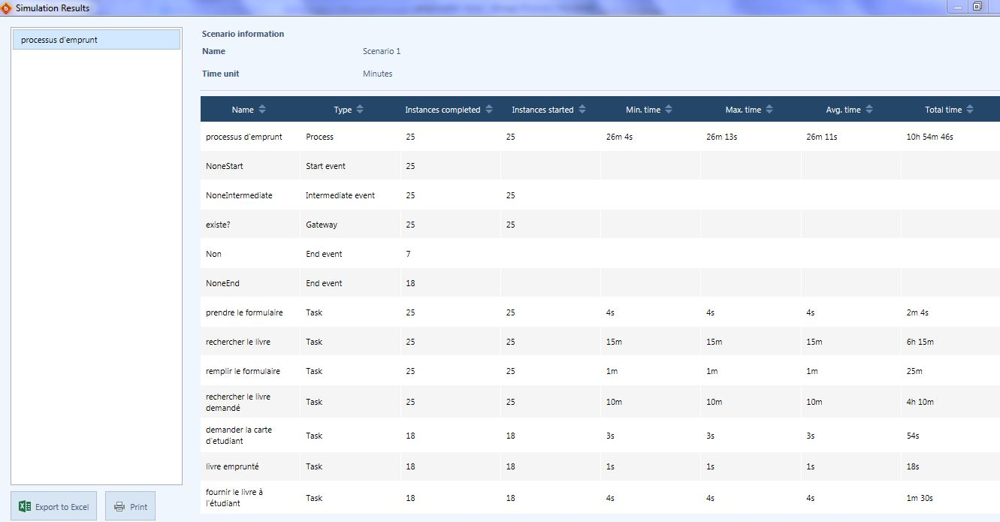 Simulation Results
processus d'emprunt
Scenario information
Name Scenario 1
Time unit Minutes
Name Type Instances completed Instances started Min. time Max. time Avg. time Total time
processus d'emprunt Process 25 25 26m 4s 26m 13s 26m 11s 10h 54m 46s
NoneStart Start event 25
NoneIntermediate Intermediate event 25 25
existe? Gateway 25 25
Non End event 7
NoneEnd End event 18
prendre le formulaire Task 25 25 4s 4s 4s 2m 4s
rechercher le livre Task 25 25 15m 15m 15m 6h 15m
remplir le formulaire Task 25 25 1m 1m 1m 25m
rechercher le livre
demandé Task 25 25 10m 10m 10m 4h 10m
demander la carte
d'etudiant Task 18 18 3s 3s 3s 54s
livre emprunté Task 18 18 1s 1s 1s 18s
fournir le livre à
l'étudiant Task 18 18 4s 4s 4s 1m 30s
Export to Excel Print